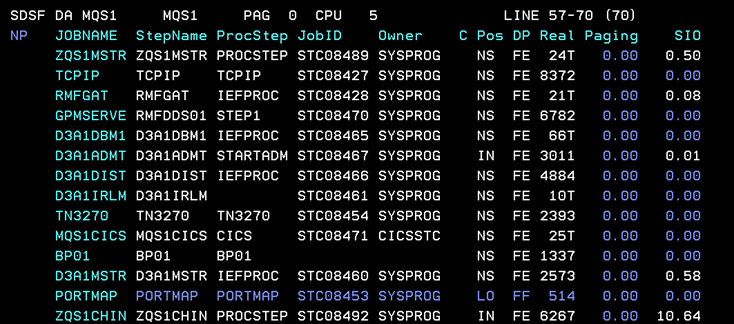 SDSF DA MQS1 MQS1 PAG 0 CPU 5 LINE 57-70 (70)
NP JOBNAME StepName ProcStep JobID Owner C Pos DP Real Paging SIO
ZQS1MSTR ZQS1MSTR PROCSTEP STC08489 SYSPROG NS FE 24T 0.00 0.50
TCPIP TCPIP TCPIP STC08427 SYSPROG NS FE 8372 0.00 0.00
RMFGAT RMFGAT IEFPROC STC08428 SYSPROG NS FE 21T 0.00 0.08
GPMSERVE RMFDDS01 STEP1 STC08470 SYSPROG NS FE 6782 0.00 0.00
D3A1DBM1 D3A1DBM1 IEFPROC STC08465 SYSPROG NS FE 66T 0.00 0.00
D3A1ADMT D3A1ADMT STARTADM STC08467 SYSPROG IN FE 3011 0.00 0.01
D3A1DIST D3A1DIST IEFPROC STC08466 SYSPROG NS FE 4884 0.00 0.00
D3A1IRLM D3A1IRLM STC08461 SYSPROG NS FE 10T 0.00 0.00
TN3270 TN3270 TN3270 STC08454 SYSPROG NS FE 2393 0.00 0.00
MQS1CICS MQS1CICS CICS STC08471 CICSSTC NS FE 25T 0.00 0.00
BP01 BP01 BP01 NS FE 1337 0.00 0.00
D3A1MSTR D3A1MSTR IEFPROC STC08460 SYSPROG NS FE 2573 0.00 0.58
PORTMAP PORTMAP PORTMAP STC08453 SYSPROG LO FF 514 0.00 0.00
ZQS1CHIN ZQS1CHIN PROCSTEP STC08492 SYSPROG IN FE 6267 0.00 10.64